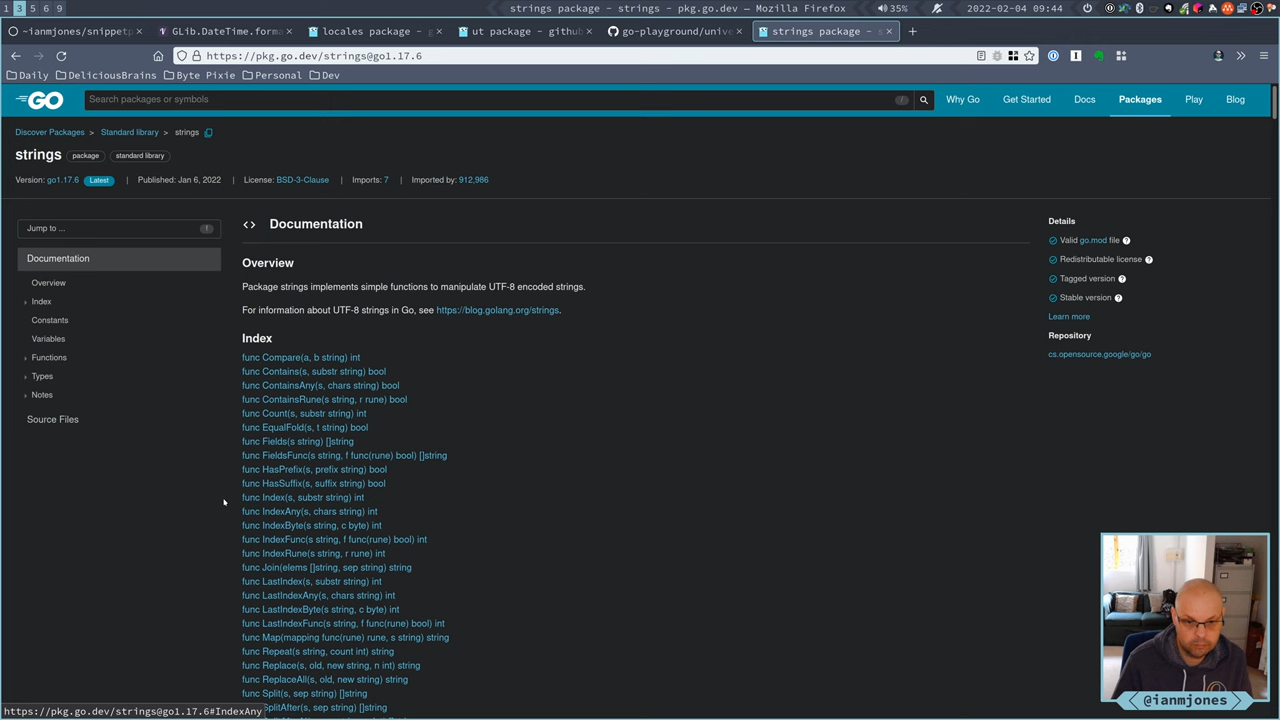 1 3 5 6 9
strings package - strings - pkg.go.dev — Mozilla Firefox
35%
2022-02-04 09:44
~ianmjones/snippetp
GLib.DateTime.forma
locales package - g
ut package - github
go-playground/unive
strings package - s
https://pkg.go.dev/strings@go1.17.6
Daily DeliciousBrains Byte Pixie Personal Dev
GO
Search packages or symbols
/
Why Go Get Started Docs Packages Play Blog
Discover Packages > Standard library > strings
strings package standard library
Version: go1.17.6 Latest | Published: Jan 6, 2022 | License: BSD-3-Clause | Imports: 7 | Imported by: 912,986
Jump to ... f
Documentation
Overview
Index
Constants
Variables
Functions
Types
Notes
Source Files
Documentation
Overview
Package strings implements simple functions to manipulate UTF-8 encoded strings.
For information about UTF-8 strings in Go, see https://blog.golang.org/strings.
Index
func Compare(a, b string) int
func Contains(s, substr string) bool
func ContainsAny(s, chars string) bool
func ContainsRune(s string, r rune) bool
func Count(s, substr string) int
func EqualFold(s, t string) bool
func Fields(s string) []string
func FieldsFunc(s string, f func(rune) bool) []string
func HasPrefix(s, prefix string) bool
func HasSuffix(s, suffix string) bool
func Index(s, substr string) int
func IndexAny(s, chars string) int
func IndexByte(s string, c byte) int
func IndexFunc(s string, f func(rune) bool) int
func IndexRune(s string, r rune) int
func Join(elems []string, sep string) string
func LastIndex(s, substr string) int
func LastIndexAny(s, chars string) int
func LastIndexByte(s string, c byte) int
func LastIndexFunc(s string, f func(rune) bool) int
func Map(mapping func(rune) rune, s string) string
func Repeat(s string, count int) string
func Replace(s, old, new string, n int) string
func ReplaceAll(s, old, new string) string
func Split(s, sep string) []string
SplitAfter(s, sep string) []string
Details
Valid go.mod file ?
Redistributable license ?
Tagged version ?
Stable version ?
Learn more
Repository
cs.opensource.google/go/go
https://pkg.go.dev/strings@go1.17.6#IndexAny
@ianmjones